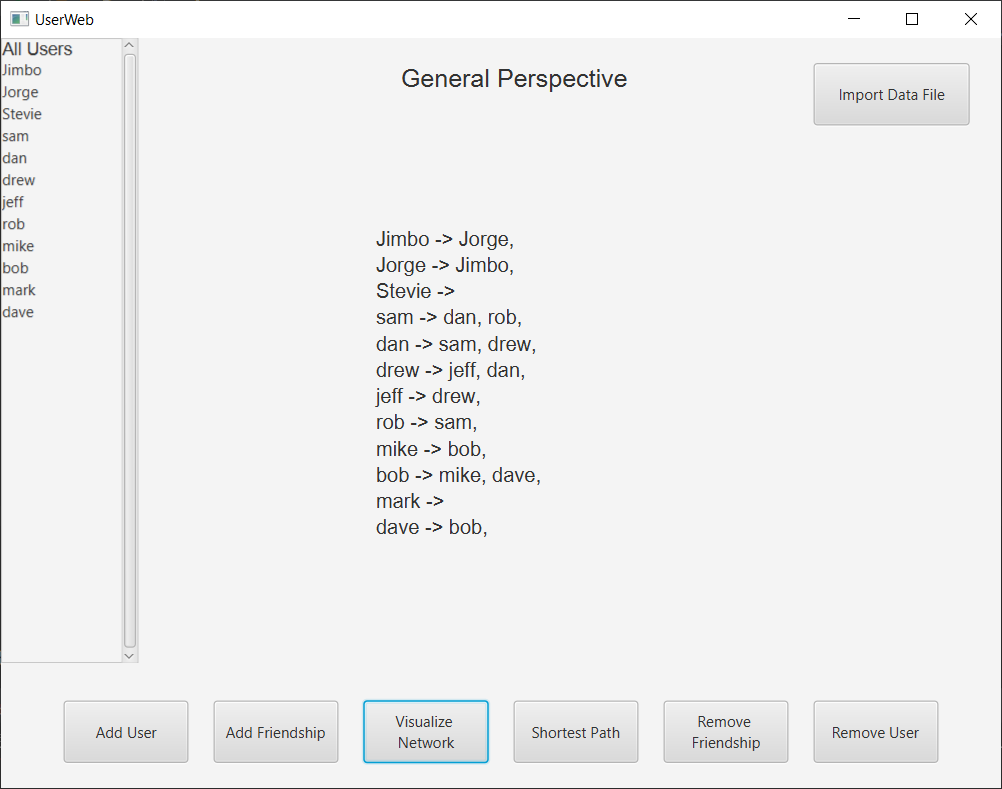 UserWeb
All Users
Jimbo
Jorge
Stevie
sam
dan
drew
jeff
rob
mike
bob
mark
dave
General Perspective
Import Data File
Jimbo -> Jorge,
Jorge -> Jimbo,
Stevie ->
sam -> dan, rob,
dan -> sam, drew,
drew -> jeff, dan,
jeff -> drew,
rob -> sam,
mike -> bob,
bob -> mike, dave,
mark ->
dave -> bob,
Add User
Add Friendship
Visualize
Network
Shortest Path
Remove
Friendship
Remove User